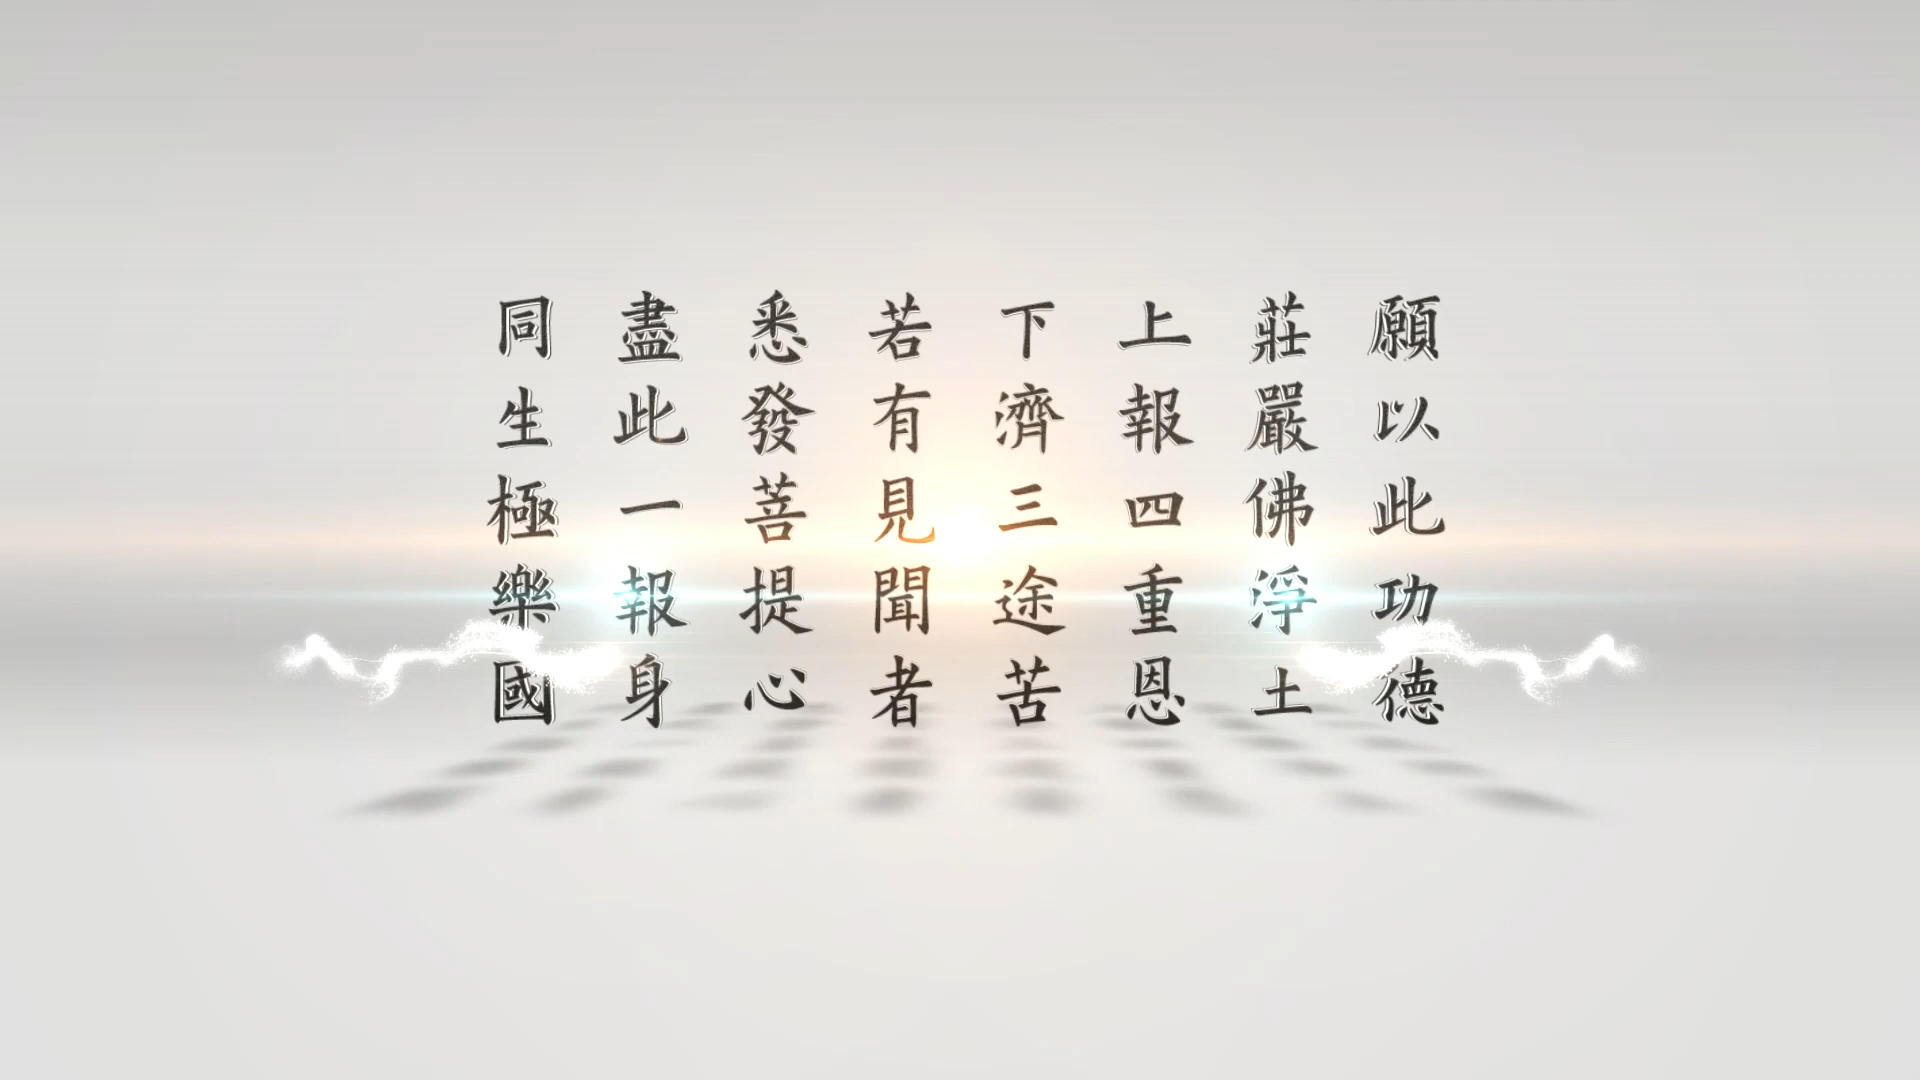 願以此功德
莊嚴佛淨土
上報四重恩
下濟三途苦
若有見聞者
悉發菩提心
盡此一報身
同生極樂國